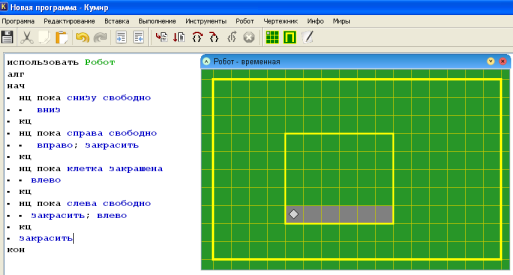 Новая программа - Кумир
Программа Редактирование Вставка Выполнение Инструменты Робот Чертежник Инфо Миры
использовать Робот
алг
нач
нц пока снизу свободно
вниз
кц
нц пока справа свободно
вправо; закрасить
кц
нц пока клетка закрашена
влево
кц
нц пока слева свободно
закрасить; влево
кц
закрасить
кон
Робот - временная